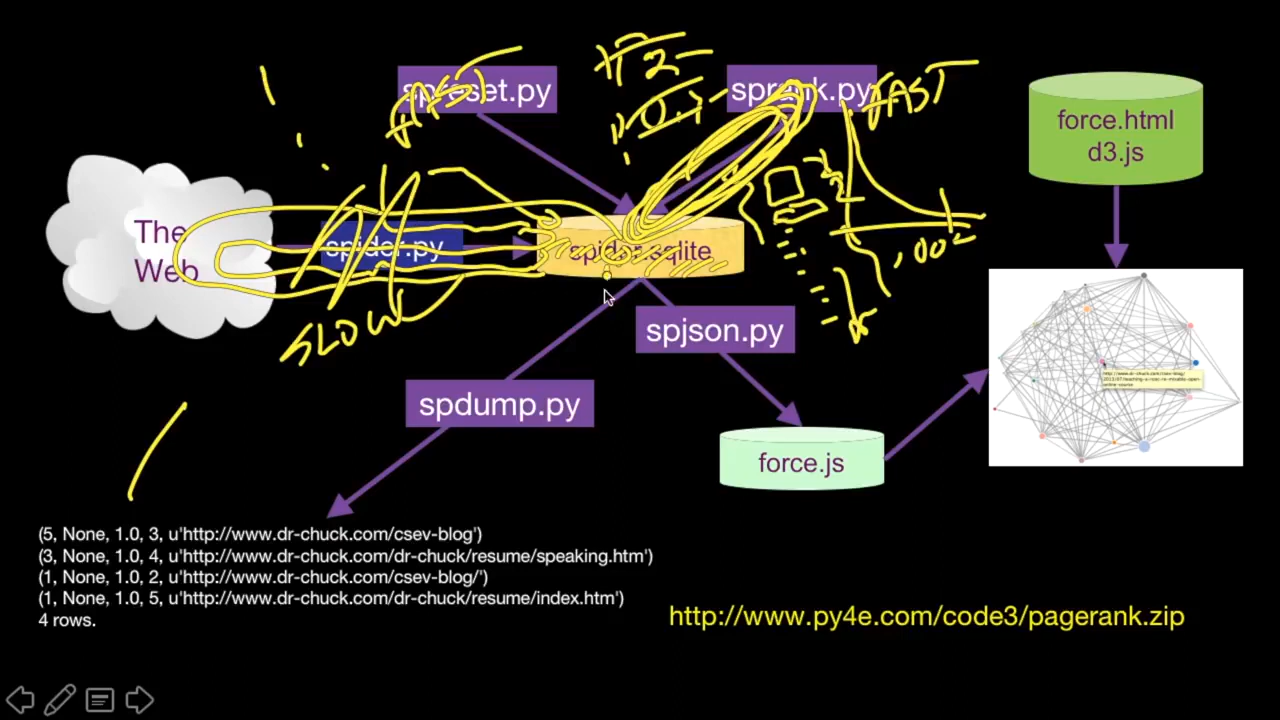 spreset.py
FAST
sprank.py
FAST
force.html
d3.js
The
Web
spider.py
SLOW
spider.sqlite
.002
spjson.py
spdump.py
force.js
(5, None, 1.0, 3, u'http://www.dr-chuck.com/csev-blog')
(3, None, 1.0, 4, u'http://www.dr-chuck.com/dr-chuck/resume/speaking.htm')
(1, None, 1.0, 2, u'http://www.dr-chuck.com/csev-blog/')
(1, None, 1.0, 5, u'http://www.dr-chuck.com/dr-chuck/resume/index.htm')
4 rows.
http://www.py4e.com/code3/pagerank.zip